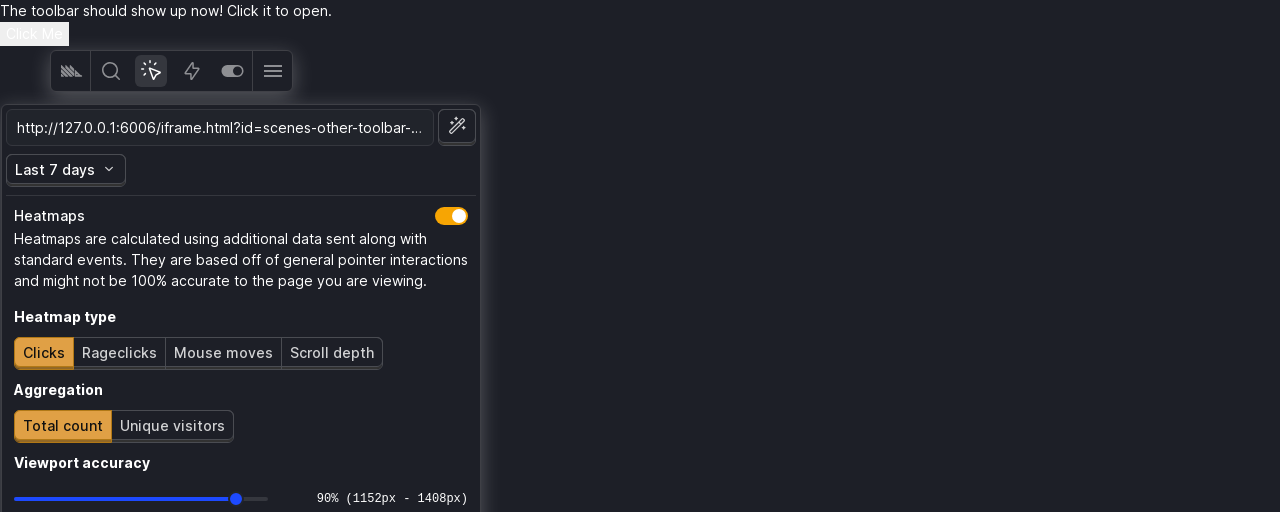 The toolbar should show up now! Click it to open.
Click Me
http://127.0.0.1:6006/iframe.html?id=scenes-other-toolbar-...
Last 7 days
Heatmaps
Heatmaps are calculated using additional data sent along with
standard events. They are based off of general pointer interactions
and might not be 100% accurate to the page you are viewing.
Heatmap type
Clicks Rageclicks Mouse moves Scroll depth
Aggregation
Total count Unique visitors
Viewport accuracy
90% (1152px - 1408px)